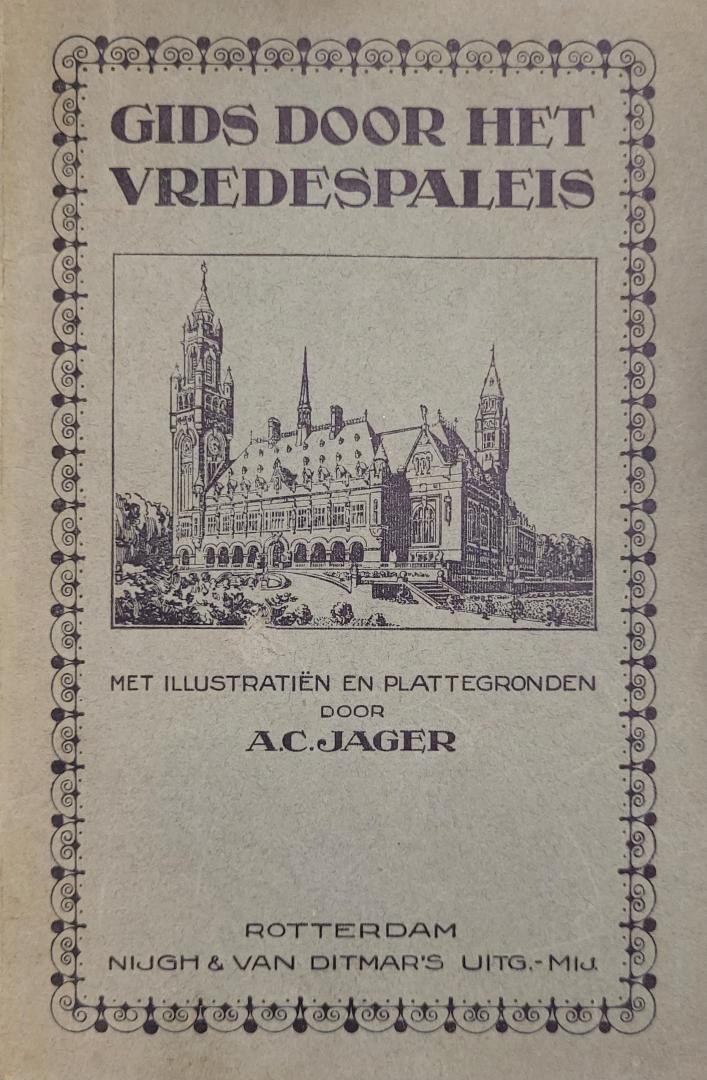 GIDS DOOR HET
VREDESPALEIS
MET ILLUSTRATIËN EN PLATTEGRONDEN
DOOR
A.C. JAGER
ROTTERDAM
NIJGH & VAN DITMAR'S UITG.-MIJ.